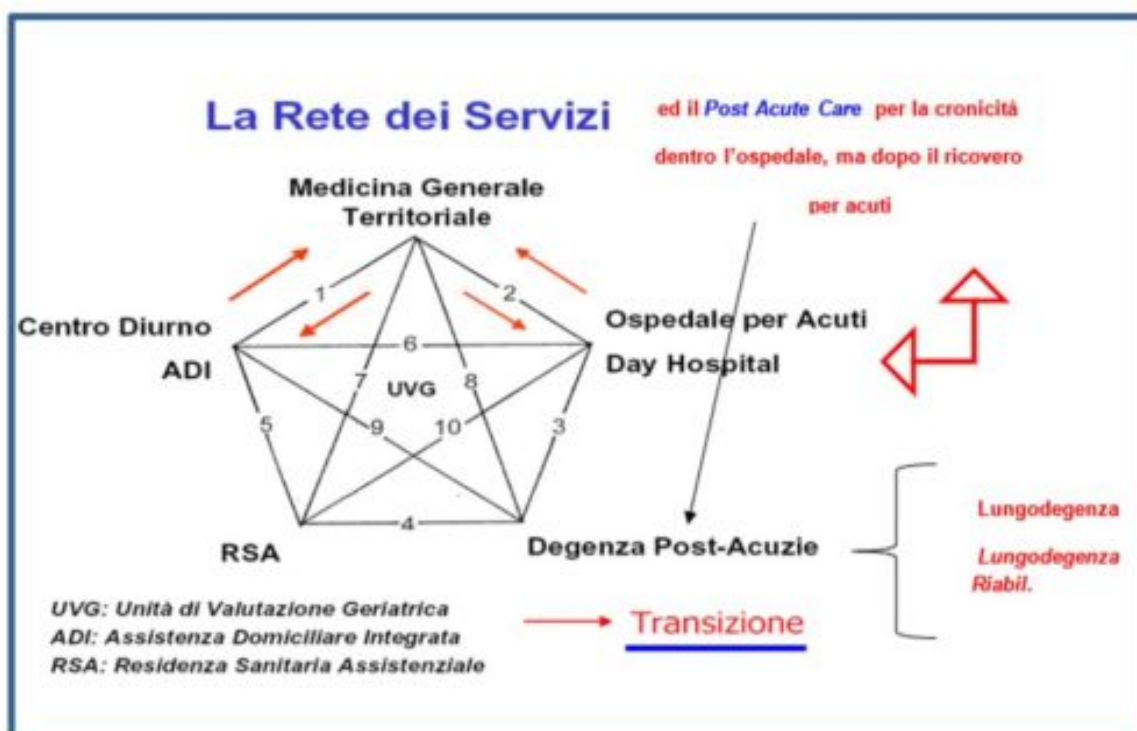 La Rete dei Servizi
ed il Post Acute Care per la cronicità
dentro l'ospedale, ma dopo il ricovero
per acuti
Medicina Generale
Territoriale
1
2
Centro Diurno
ADI
Ospedale per Acuti
Day Hospital
6
7
UVG
8
5
9
10
3
4
RSA
Degenza Post-Acuzie
Lungodegenza
Lungodegenza
Riabil.
UVG: Unità di Valutazione Geriatrica
ADI: Assistenza Domiciliare Integrata
RSA: Residenza Sanitaria Assistenziale
Transizione